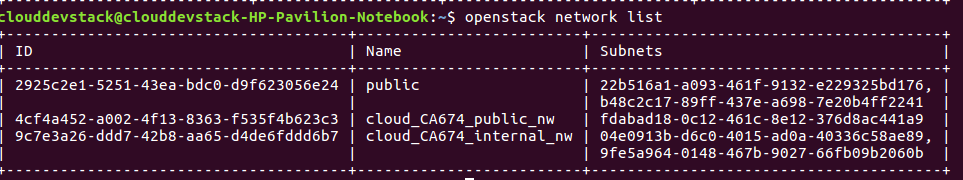 clouddevstack@clouddevstack-HP-Pavilion-Notebook:~$ openstack network list
+--------------------------------------+--------------------------+----------------------------------------+
| ID                                   | Name                     | Subnets                                |
+--------------------------------------+--------------------------+----------------------------------------+
| 2925c2e1-5251-43ea-bdc0-d9f623056e24 | public                   | 22b516a1-a093-461f-9132-e229325bd176, |
|                                      |                          | b48c2c17-89ff-437e-a698-7e20b4ff2241 |
| 4cf4a452-a002-4f13-8363-f535f4b623c3 | cloud_CA674_public_nw | fdabad18-0c12-461c-8e12-376d8ac441a9 |
| 9c7e3a26-ddd7-42b8-aa65-d4de6fddd6b7 | cloud_CA674_internal_nw | 04e0913b-d6c0-4015-ad0a-40336c58ae89, |
|                                      |                          | 9fe5a964-0148-467b-9027-66fb09b2060b |
+--------------------------------------+--------------------------+----------------------------------------+